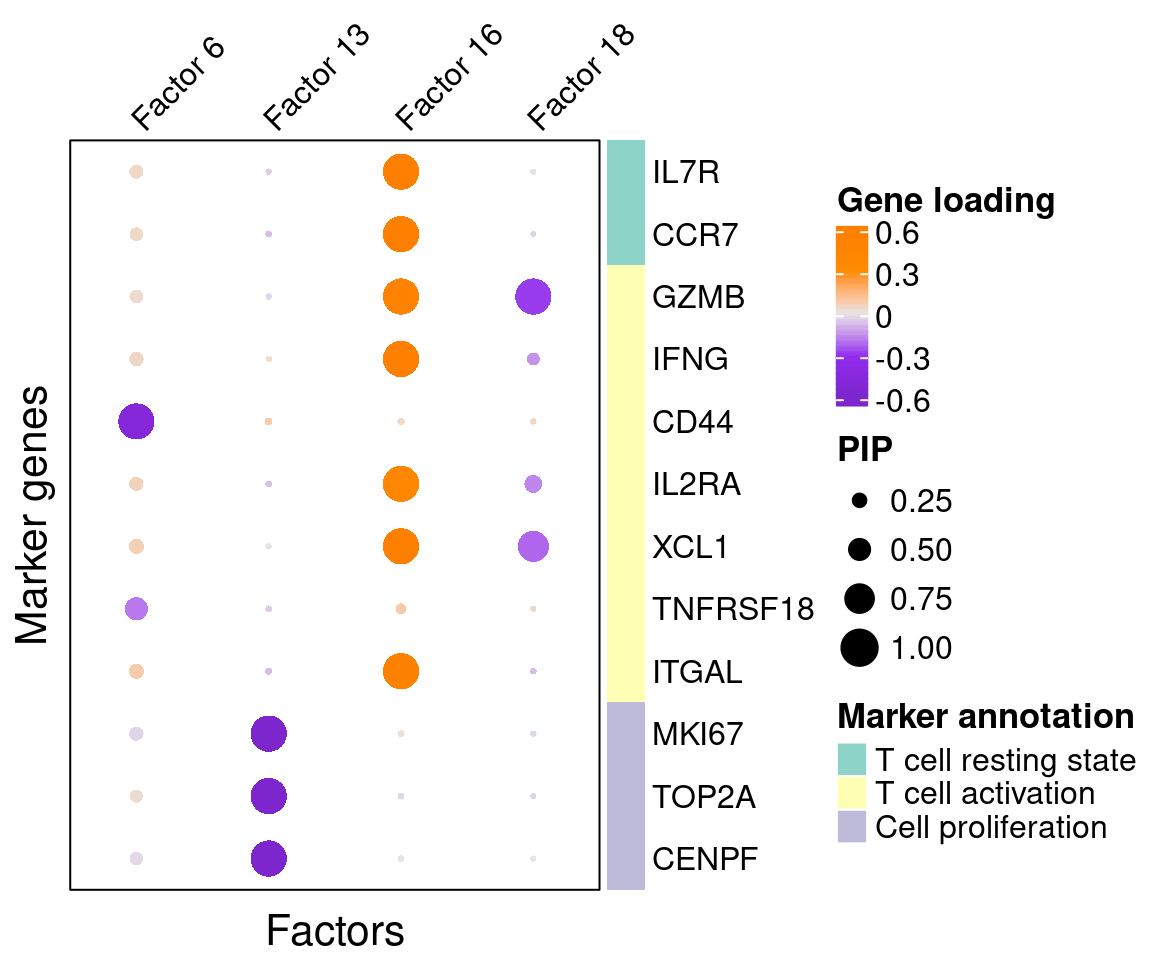 Factor 6
Factor 13
Factor 16
Factor 18
Marker genes
IL7R
CCR7
GZMB
IFNG
CD44
IL2RA
XCL1
TNFRSF18
ITGAL
MKI67
TOP2A
CENPF
Factors
Gene loading
0.6
0.3
0
-0.3
-0.6
PIP
0.25
0.50
0.75
1.00
Marker annotation
T cell resting state
T cell activation
Cell proliferation